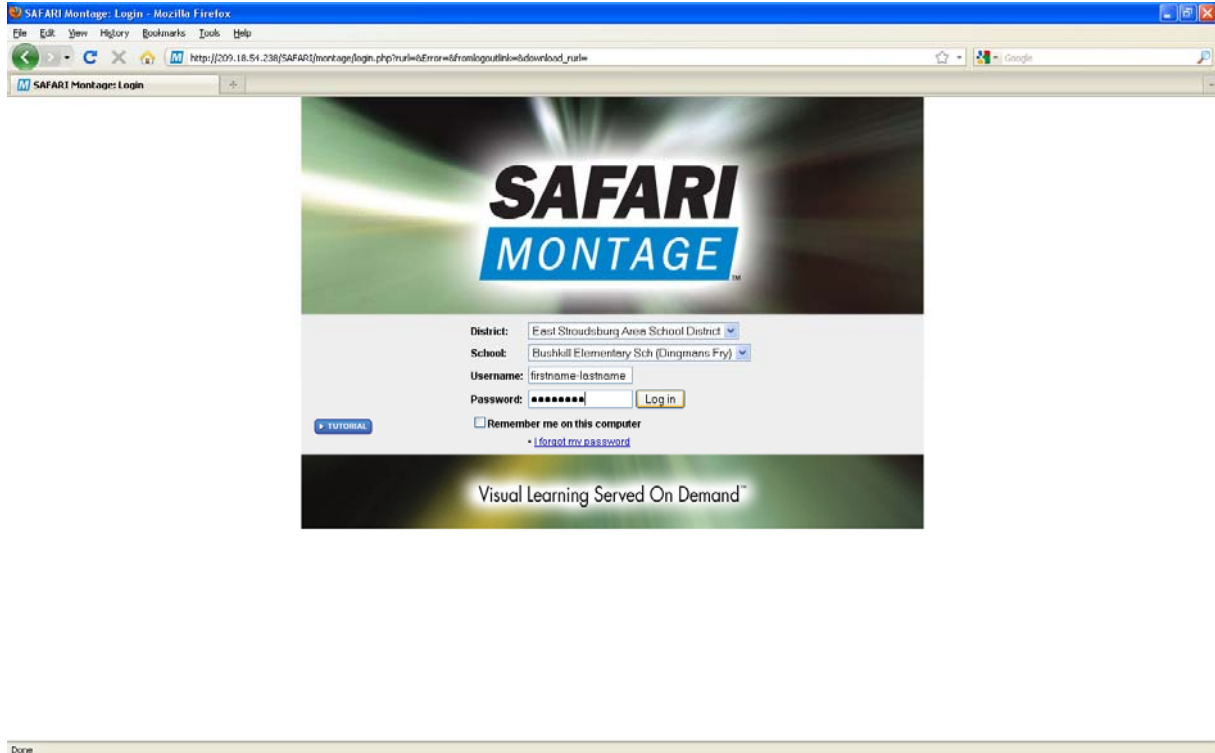 SAFARI Montage: Login - Mozilla Firefox
File Edit View History Bookmarks Tools Help
http://209.18.54.238/SAFARI/montage/login.php?rurl=&Error=&fromlogoutlink=&download_rurl=
Google
SAFARI Montage: Login
SAFARI
MONTAGE™
District: East Stroudsburg Area School District
School: Bushkill Elementary Sch (Dingmans Fry)
Username: firstname-lastname
Password: •••••••• Log in
TUTORIAL
Remember me on this computer
• I forgot my password
Visual Learning Served On Demand™
Done